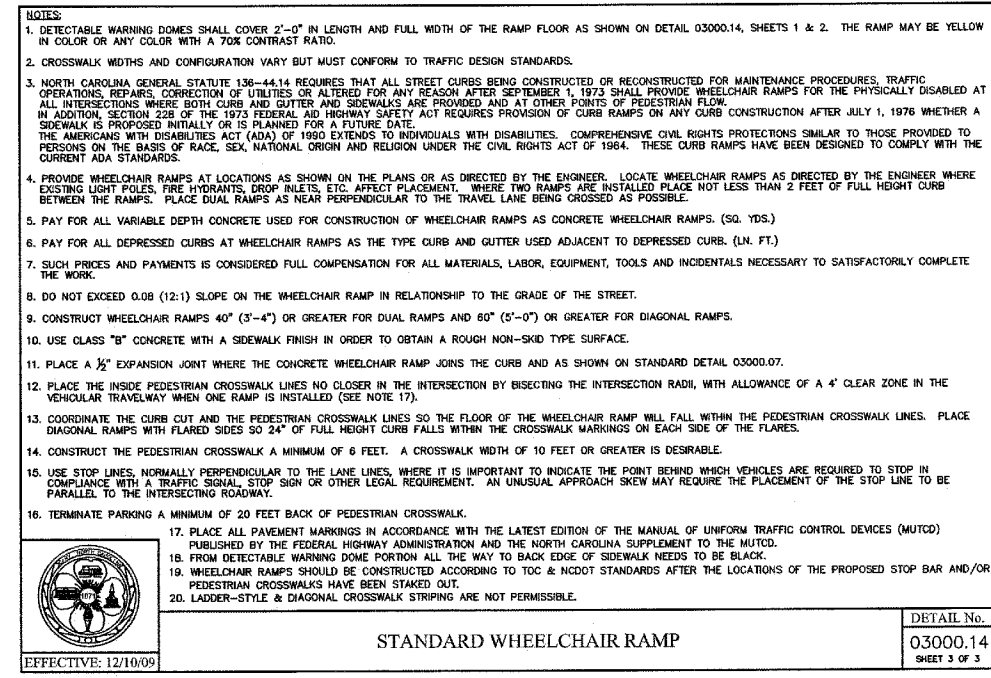 NOTES:
1. DETECTABLE WARNING DOMES SHALL COVER 2'-0" IN LENGTH AND FULL WIDTH OF THE RAMP FLOOR AS SHOWN ON DETAIL 03000.14, SHEETS 1 & 2. THE RAMP MAY BE YELLOW
IN COLOR OR ANY COLOR WITH A 70% CONTRAST RATIO.
2. CROSSWALK WIDTHS AND CONFIGURATION VARY BUT MUST CONFORM TO TRAFFIC DESIGN STANDARDS.
3. NORTH CAROLINA GENERAL STATUTE 136-44.14 REQUIRES THAT ALL STREET CURBS BEING CONSTRUCTED OR RECONSTRUCTED FOR MAINTENANCE PROCEDURES, TRAFFIC
OPERATIONS, REPAIRS, CORRECTION OF UTILITIES OR ALTERED FOR ANY REASON AFTER SEPTEMBER 1, 1973 SHALL PROVIDE WHEELCHAIR RAMPS FOR THE PHYSICALLY DISABLED AT
ALL INTERSECTIONS WHERE BOTH CURB AND GUTTER AND SIDEWALKS ARE PROVIDED AND AT OTHER POINTS OF PEDESTRIAN FLOW.
IN ADDITION, SECTION 228 OF THE 1973 FEDERAL AID HIGHWAY SAFETY ACT REQUIRES PROVISION OF CURB RAMPS ON ANY CURB CONSTRUCTION AFTER JULY 1, 1976 WHETHER A
SIDEWALK IS PROPOSED INITIALLY OR IS PLANNED FOR A FUTURE DATE.
THE AMERICANS WITH DISABILITIES ACT (ADA) OF 1990 EXTENDS TO INDIVIDUALS WITH DISABILITIES. COMPREHENSIVE CIVIL RIGHTS PROTECTIONS SIMILAR TO THOSE PROVIDED TO
PERSONS ON THE BASIS OF RACE, SEX, NATIONAL ORIGIN AND RELIGION UNDER THE CIVIL RIGHTS ACT OF 1964. THESE CURB RAMPS HAVE BEEN DESIGNED TO COMPLY WITH THE
CURRENT ADA STANDARDS.
4. PROVIDE WHEELCHAIR RAMPS AT LOCATIONS AS SHOWN ON THE PLANS OR AS DIRECTED BY THE ENGINEER. LOCATE WHEELCHAIR RAMPS AS DIRECTED BY THE ENGINEER WHERE
EXISTING LIGHT POLES, FIRE HYDRANTS, DROP INLETS, ETC. AFFECT PLACEMENT. WHERE TWO RAMPS ARE INSTALLED PLACE NOT LESS THAN 2 FEET OF FULL HEIGHT CURB
BETWEEN THE RAMPS. PLACE DUAL RAMPS AS NEAR PERPENDICULAR TO THE TRAVEL LANE BEING CROSSED AS POSSIBLE.
5. PAY FOR ALL VARIABLE DEPTH CONCRETE USED FOR CONSTRUCTION OF WHEELCHAIR RAMPS AS CONCRETE WHEELCHAIR RAMPS. (SQ. YDS.)
6. PAY FOR ALL DEPRESSED CURBS AT WHEELCHAIR RAMPS AS THE TYPE CURB AND GUTTER USED ADJACENT TO DEPRESSED CURB. (LN. FT.)
7. SUCH PRICES AND PAYMENTS IS CONSIDERED FULL COMPENSATION FOR ALL MATERIALS, LABOR, EQUIPMENT, TOOLS AND INCIDENTALS NECESSARY TO SATISFACTORILY COMPLETE
THE WORK.
8. DO NOT EXCEED 0.08 (12:1) SLOPE ON THE WHEELCHAIR RAMP IN RELATIONSHIP TO THE GRADE OF THE STREET.
9. CONSTRUCT WHEELCHAIR RAMPS 40" (3'-4") OR GREATER FOR DUAL RAMPS AND 60" (5'-0") OR GREATER FOR DIAGONAL RAMPS.
10. USE CLASS "B" CONCRETE WITH A SIDEWALK FINISH IN ORDER TO OBTAIN A ROUGH NON-SKID TYPE SURFACE.
11. PLACE A ½" EXPANSION JOINT WHERE THE CONCRETE WHEELCHAIR RAMP JOINS THE CURB AND AS SHOWN ON STANDARD DETAIL 03000.07.
12. PLACE THE INSIDE PEDESTRIAN CROSSWALK LINES NO CLOSER IN THE INTERSECTION BY BISECTING THE INTERSECTION RADII, WITH ALLOWANCE OF A 4' CLEAR ZONE IN THE
VEHICULAR TRAVELWAY WHEN ONE RAMP IS INSTALLED (SEE NOTE 17).
13. COORDINATE THE CURB CUT AND THE PEDESTRIAN CROSSWALK LINES SO THE FLOOR OF THE WHEELCHAIR RAMP WILL FALL WITHIN THE PEDESTRIAN CROSSWALK LINES. PLACE
DIAGONAL RAMPS WITH FLARED SIDES SO 24" OF FULL HEIGHT CURB FALLS WITHIN THE CROSSWALK MARKINGS ON EACH SIDE OF THE FLARES.
14. CONSTRUCT THE PEDESTRIAN CROSSWALK A MINIMUM OF 6 FEET. A CROSSWALK WIDTH OF 10 FEET OR GREATER IS DESIRABLE.
15. USE STOP LINES, NORMALLY PERPENDICULAR TO THE LANE LINES, WHERE IT IS IMPORTANT TO INDICATE THE POINT BEHIND WHICH VEHICLES ARE REQUIRED TO STOP IN
COMPLIANCE WITH A TRAFFIC SIGNAL, STOP SIGN OR OTHER LEGAL REQUIREMENT. AN UNUSUAL APPROACH SKEW MAY REQUIRE THE PLACEMENT OF THE STOP LINE TO BE
PARALLEL TO THE INTERSECTING ROADWAY.
16. TERMINATE PARKING A MINIMUM OF 20 FEET BACK OF PEDESTRIAN CROSSWALK.
17. PLACE ALL PAVEMENT MARKINGS IN ACCORDANCE WITH THE LATEST EDITION OF THE MANUAL OF UNIFORM TRAFFIC CONTROL DEVICES (MUTCD)
PUBLISHED BY THE FEDERAL HIGHWAY ADMINISTRATION AND THE NORTH CAROLINA SUPPLEMENT TO THE MUTCD.
18. FROM DETECTABLE WARNING DOME PORTION ALL THE WAY TO BACK EDGE OF SIDEWALK NEEDS TO BE BLACK.
19. WHEELCHAIR RAMPS SHOULD BE CONSTRUCTED ACCORDING TO TOC & NCDOT STANDARDS AFTER THE LOCATIONS OF THE PROPOSED STOP BAR AND/OR
PEDESTRIAN CROSSWALKS HAVE BEEN STAKED OUT.
20. LADDER-STYLE & DIAGONAL CROSSWALK STRIPING ARE NOT PERMISSIBLE.
1871
EFFECTIVE: 12/10/09
STANDARD WHEELCHAIR RAMP
DETAIL No.
03000.14
SHEET 3 OF 3